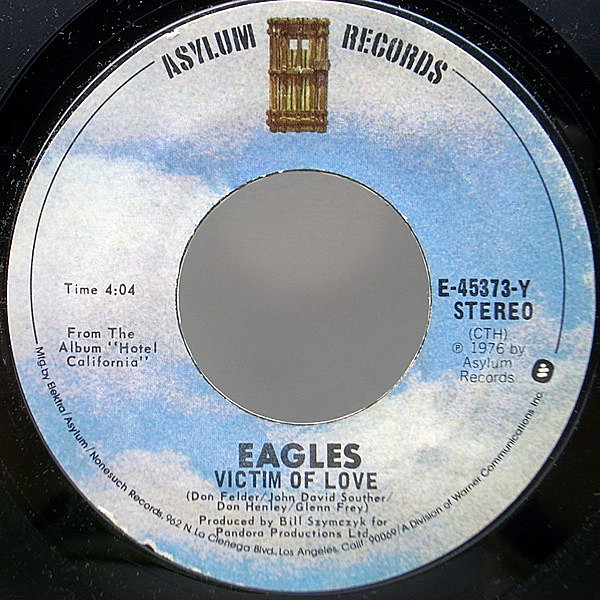 ASYLUM RECORDS
Time 4:04
From The
Album "Hotel
California"
E-45373-Y
STEREO
(CTH)
℗ 1976 by
Asylum
Records
EAGLES
VICTIM OF LOVE
(Don Felder/John David Souther/
Don Henley/Glenn Frey)
Produced by Bill Szymczyk for
Pandora Productions Ltd.
Mfg by Elektra/Asylum/Nonesuch Records, 962 N. La Cienega Blvd., Los Angeles, Calif. 90069/A Division of Warner Communications Inc.